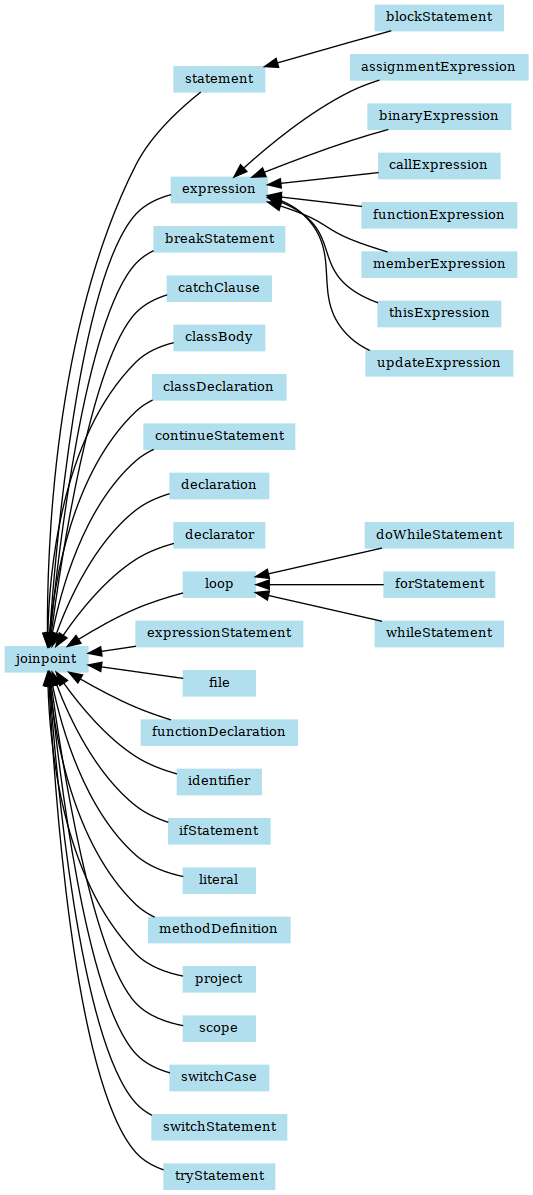 blockStatement
assignmentExpression
statement
binaryExpression
callExpression
expression
functionExpression
breakStatement
memberExpression
catchClause
thisExpression
classBody
updateExpression
classDeclaration
continueStatement
declaration
declarator
doWhileStatement
loop
forStatement
expressionStatement
whileStatement
joinpoint
file
functionDeclaration
identifier
ifStatement
literal
methodDefinition
project
scope
switchCase
switchStatement
tryStatement